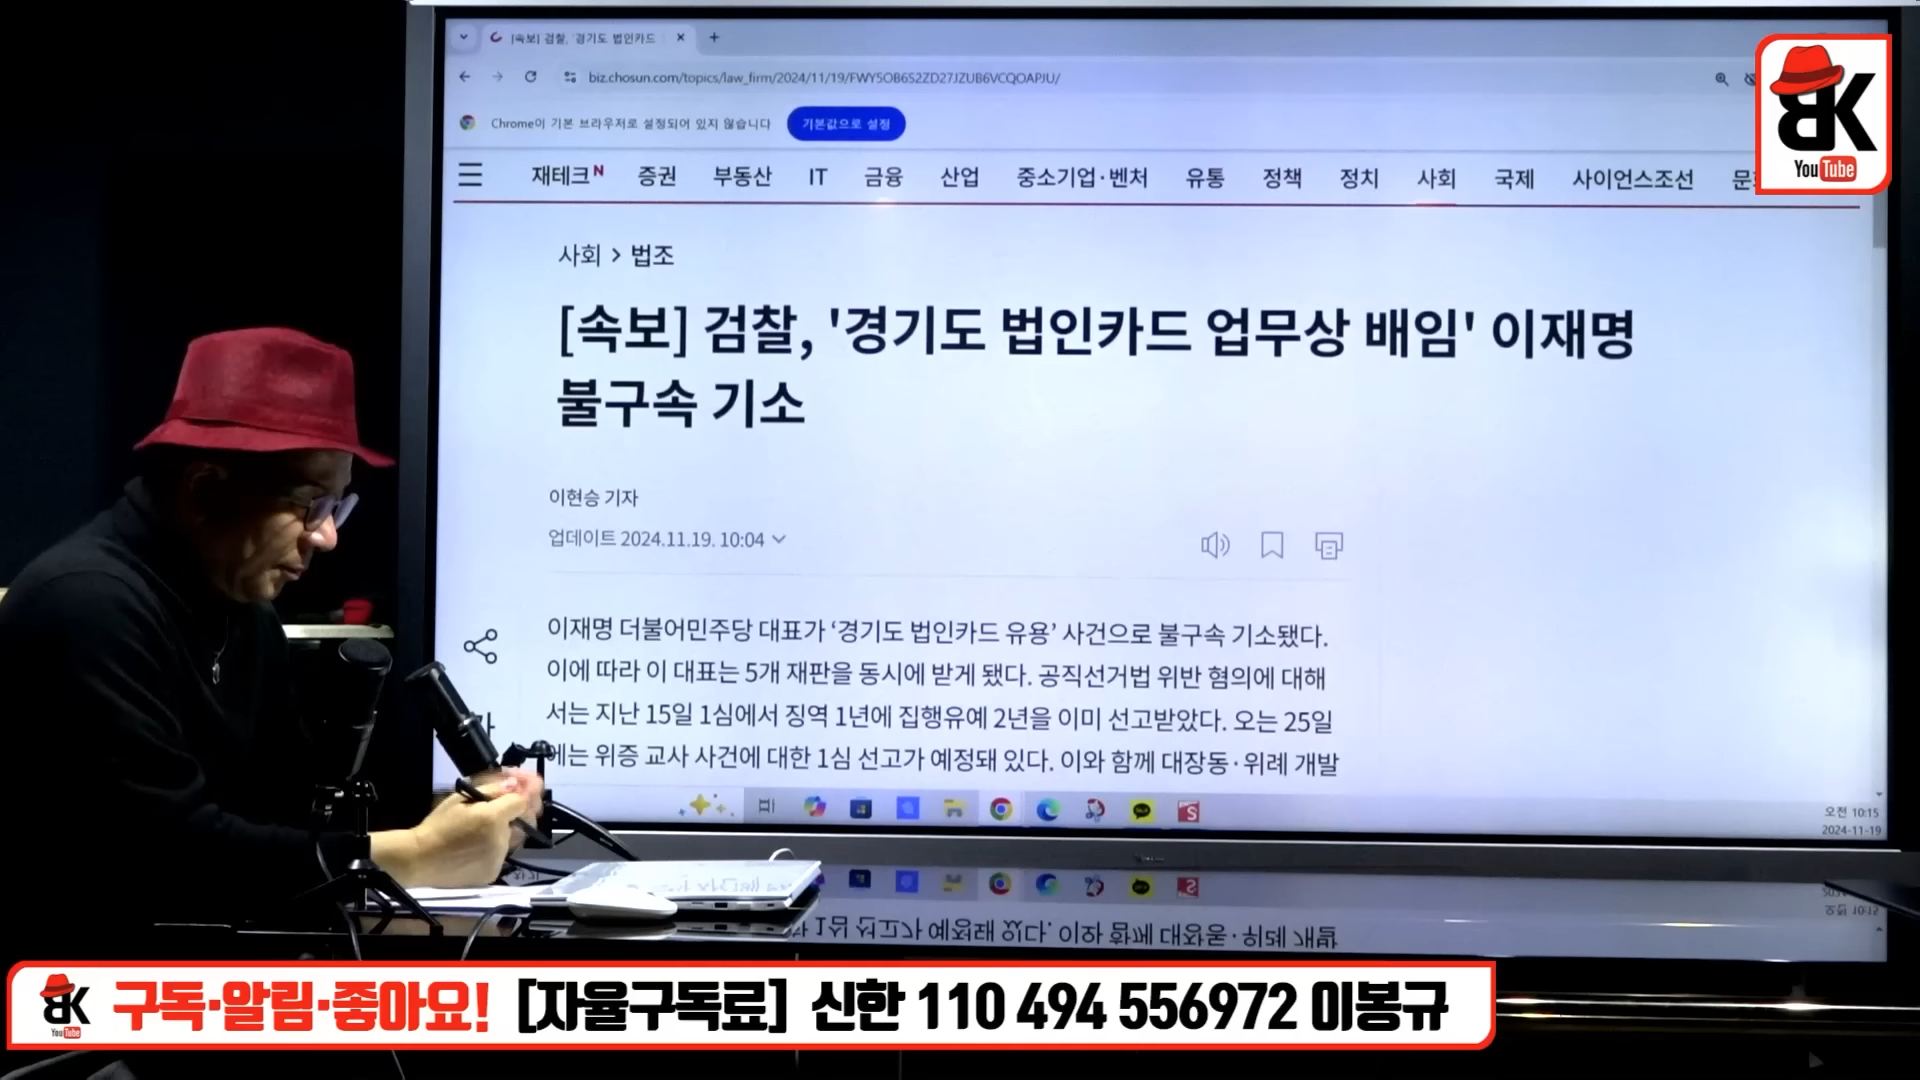 [속보] 검찰, '경기도 법인카드
biz.chosun.com/topics/law_firm/2024/11/19/FWY5OB6S2ZD27JZUB6VCQOAPJU/
Chrome이 기본 브라우저로 설정되어 있지 않습니다 기본값으로 설정
BK
YouTube
재테크N 증권 부동산 IT 금융 산업 중소기업·벤처 유통 정책 정치 사회 국제 사이언스조선
사회 > 법조
[속보] 검찰, '경기도 법인카드 업무상 배임' 이재명
불구속 기소
이현승 기자
업데이트 2024.11.19. 10:04
이재명 더불어민주당 대표가 ‘경기도 법인카드 유용’ 사건으로 불구속 기소됐다.
이에 따라 이 대표는 5개 재판을 동시에 받게 됐다. 공직선거법 위반 혐의에 대해
서는 지난 15일 1심에서 징역 1년에 집행유예 2년을 이미 선고받았다. 오는 25일
에는 위증 교사 사건에 대한 1심 선고가 예정돼 있다. 이와 함께 대장동·위례 개발
오전 10:15
2024-11-19
BK YouTube 구독·알림·좋아요! [자율구독료] 신한 110 494 556972 이봉규